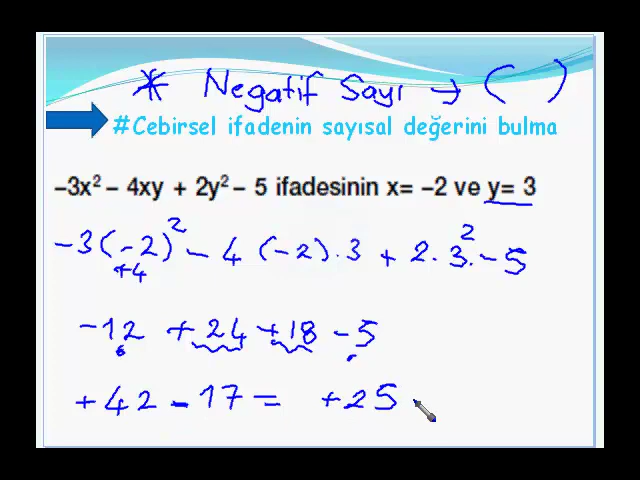 * Negatif Sayı → ( )
#Cebirsel ifadenin sayısal değerini bulma
–3x² – 4xy + 2y² – 5 ifadesinin x= –2 ve y= 3
-3(-2)² - 4(-2).3 + 2.3² - 5
+4
-12 +24 +18 -5
+42 - 17 = +25